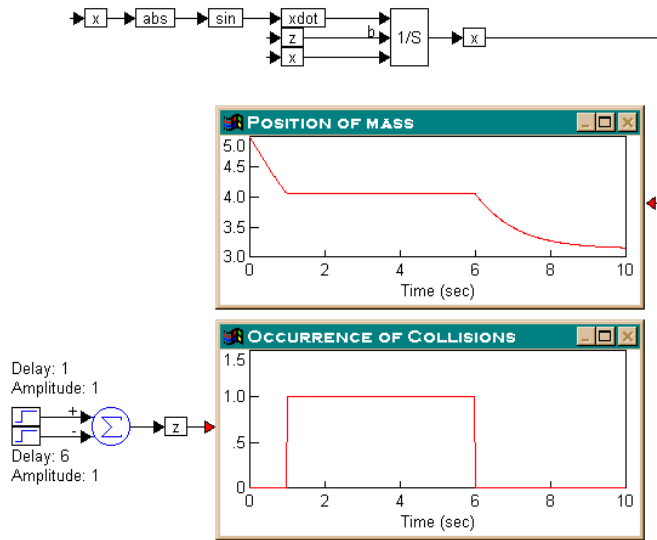 x abs sin xdot
z b 1/S x
x
POSITION OF MASS
5.0
4.5
4.0
3.5
3.0
0 2 4 6 8 10
Time (sec)
OCCURRENCE OF COLLISIONS
1.5
1.0
.5
0
0 2 4 6 8 10
Time (sec)
Delay: 1
Amplitude: 1
+
-
Σ z
Delay: 6
Amplitude: 1